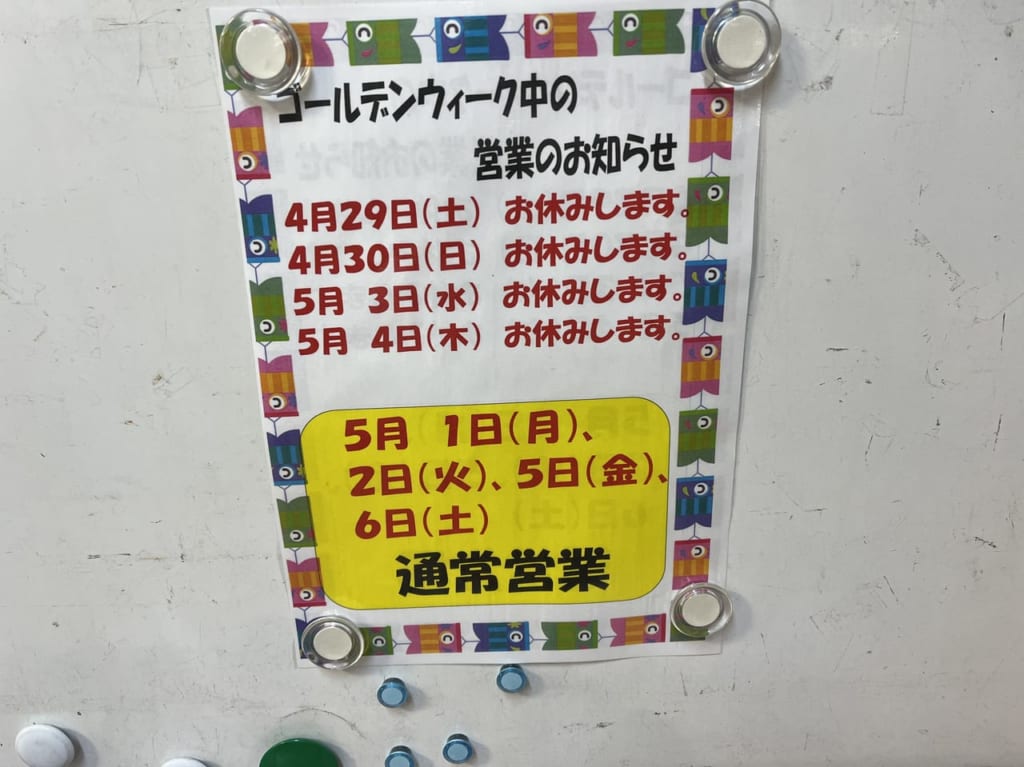 ゴールデンウィーク中の
営業のお知らせ
4月29日(土) お休みします。
4月30日(日) お休みします。
5月 3日(水) お休みします。
5月 4日(木) お休みします。
5月 1日(月)、
2日(火)、5日(金)、
6日(土)
通常営業